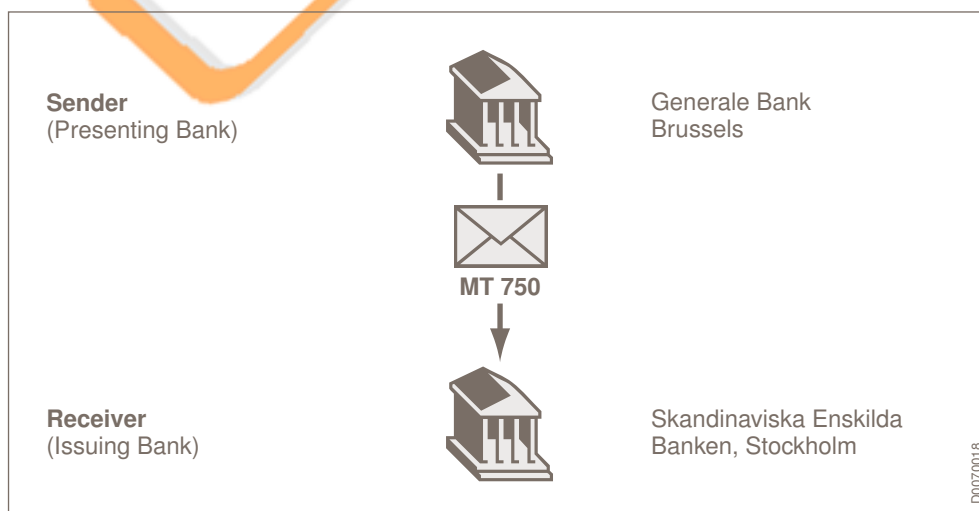 Sender
(Presenting Bank)
Generale Bank
Brussels
MT 750
Receiver
(Issuing Bank)
Skandinaviska Enskilda
Banken, Stockholm
D0070018